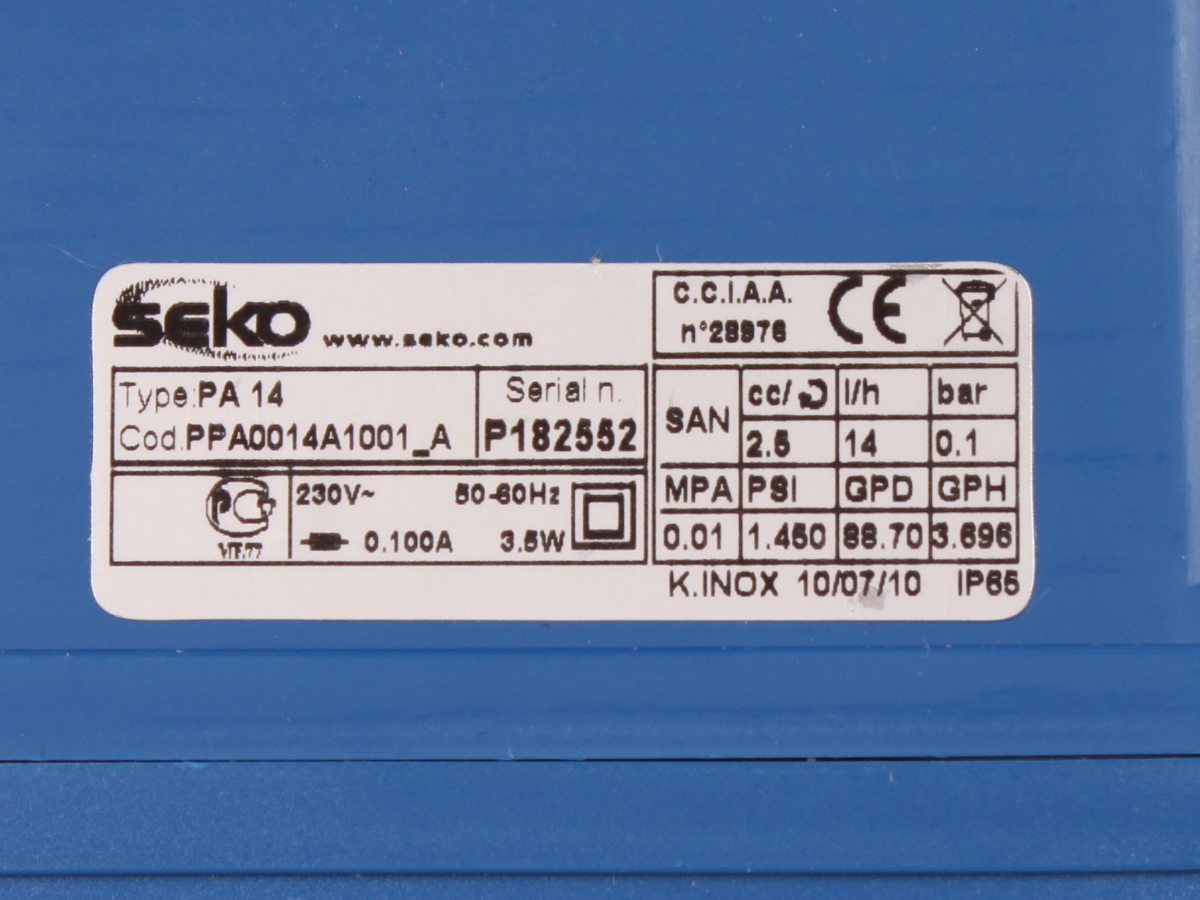 seko www.seko.com
C.C.I.A.A.
n°28976
CE
Type:PA 14
Cod.PPA0014A1001_A
Serial n.
P182552
230V~ 50-60Hz
0.100A 3.5W
SAN cc/ l/h bar
2.5 14 0.1
MPA PSI GPD GPH
0.01 1.450 88.70 3.696
K.INOX 10/07/10 IP65